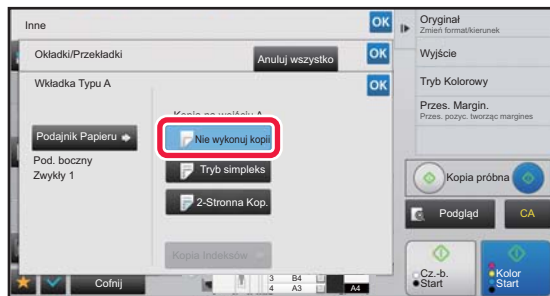 Inne
OK
Okładki/Przekładki
Anuluj wszystko
OK
Wkładka Typu A
OK
Kopia na wejściu A
Podajnik Papieru
Nie wykonuj kopii
Pod. boczny
Zwykły 1
Tryb simpleks
2-Stronna Kop.
Kopia Indeksów
Cofnij
3 B4
4 A3
A4
Oryginał
Zmień format/kierunek
Wyjście
Tryb Kolorowy
Przes. Margin.
Przes. pozyc. tworząc margines
Kopia próbna
Podgląd
CA
Cz.-b.
Start
Kolor
Start